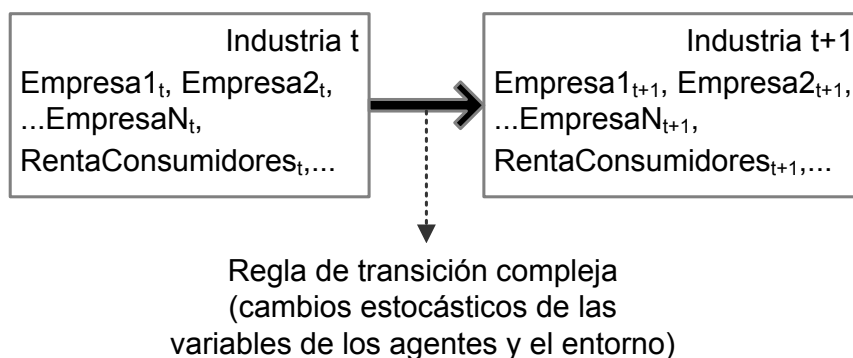 Industria t
Empresa1t, Empresa2t,
...EmpresaNt,
RentaConsumidorest,...
Industria t+1
Empresa1t+1, Empresa2t+1,
...EmpresaNt+1,
RentaConsumidorest+1,...
Regla de transición compleja
(cambios estocásticos de las
variables de los agentes y el entorno)